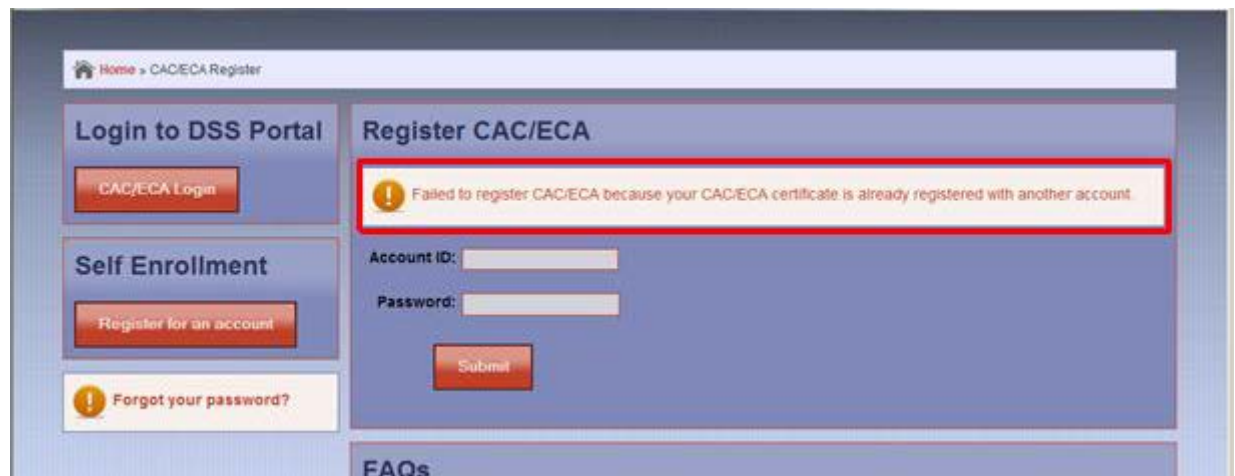 Home » CAC/ECA Register
Login to DSS Portal
CAC/ECA Login
Self Enrollment
Register for an account
Forgot your password?
Register CAC/ECA
Failed to register CAC/ECA because your CAC/ECA certificate is already registered with another account.
Account ID:
Password:
Submit
FAQs